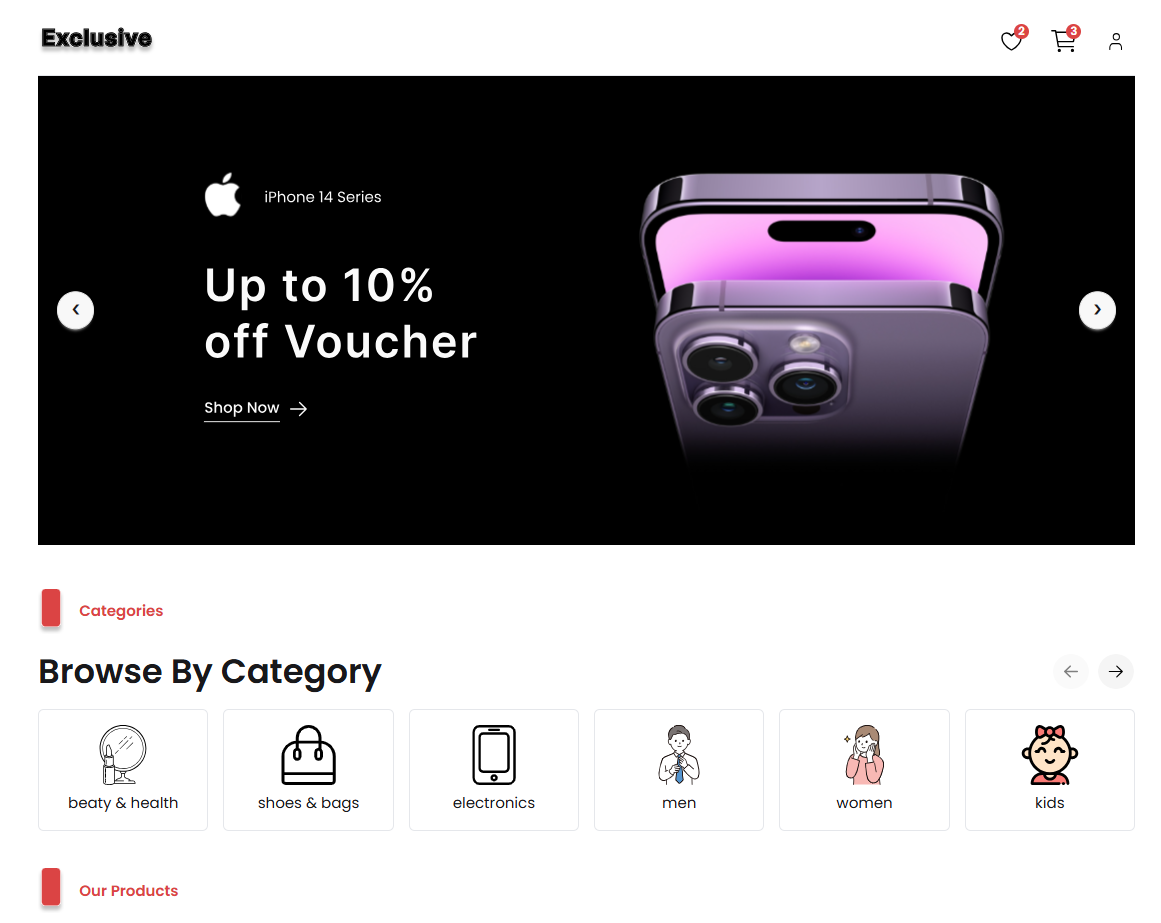 Exclusive
2
3
iPhone 14 Series
Up to 10%
off Voucher
Shop Now
Categories
Browse By Category
beaty & health
shoes & bags
electronics
men
women
kids
Our Products